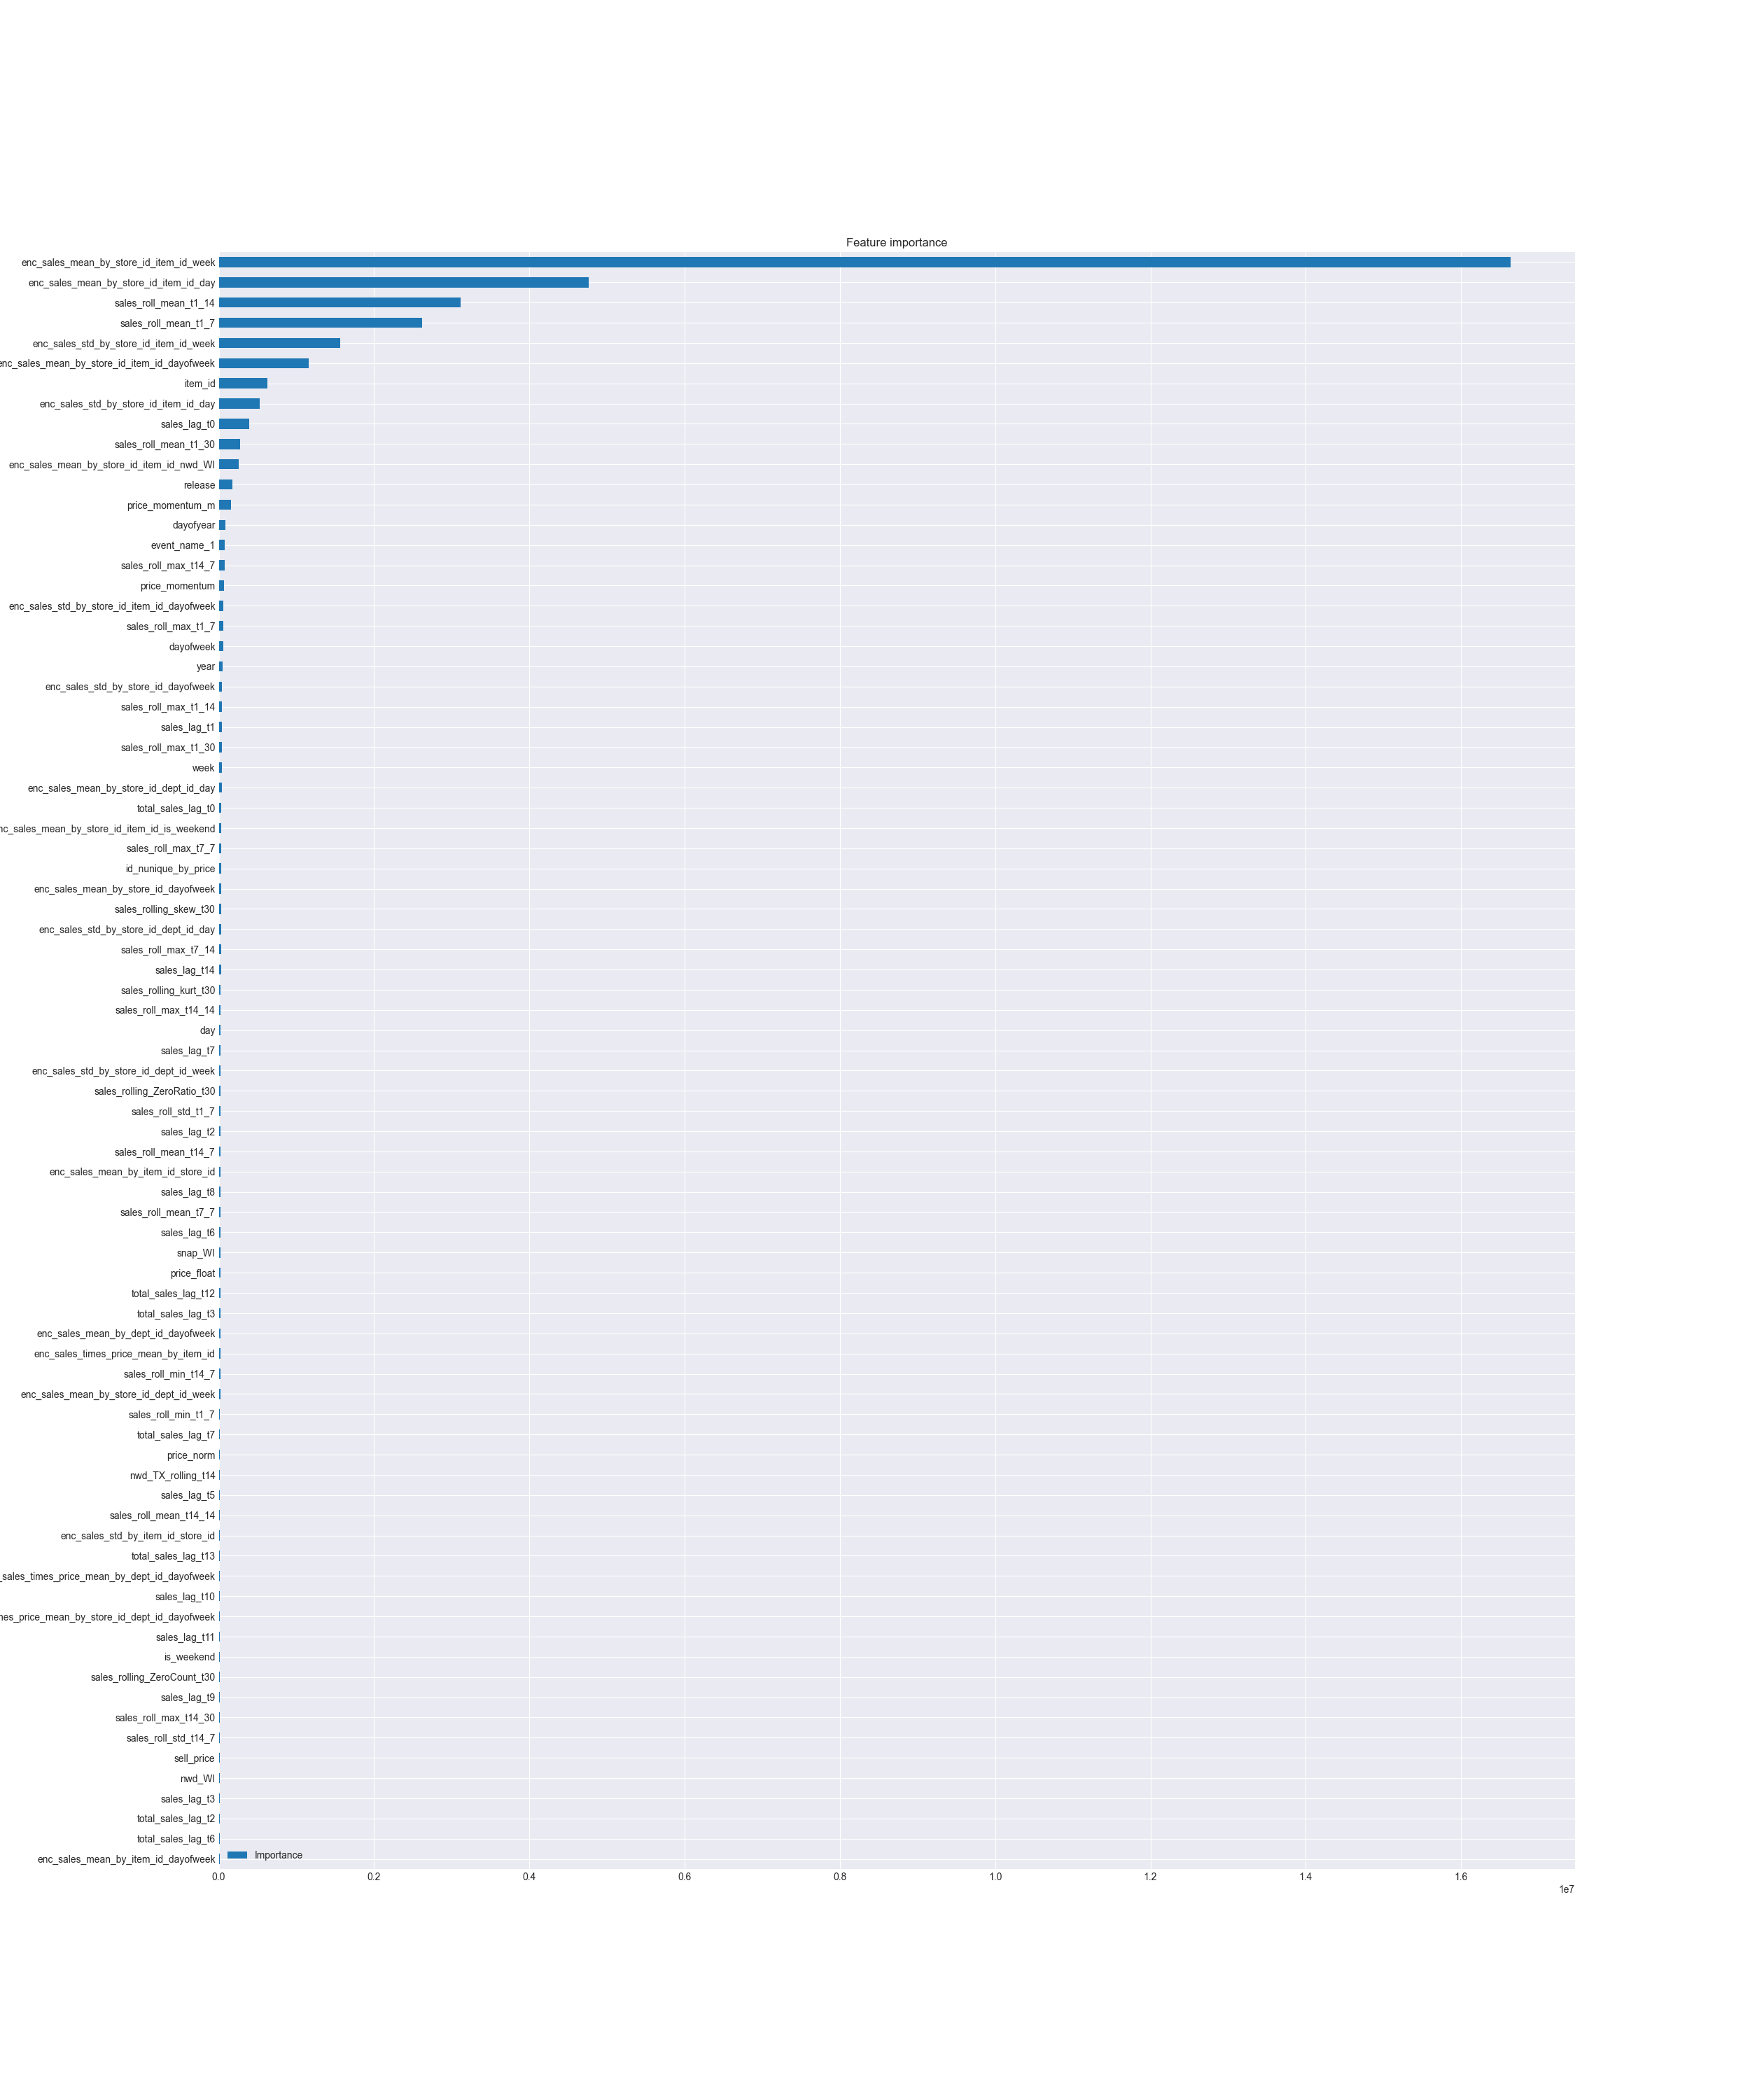 Feature importance
enc_sales_mean_by_store_id_item_id_week
enc_sales_mean_by_store_id_item_id_day
sales_roll_mean_t1_14
sales_roll_mean_t1_7
enc_sales_std_by_store_id_item_id_week
enc_sales_mean_by_store_id_item_id_dayofweek
item_id
enc_sales_std_by_store_id_item_id_day
sales_lag_t0
sales_roll_mean_t1_30
enc_sales_mean_by_store_id_item_id_nwd_WI
release
price_momentum_m
dayofyear
event_name_1
sales_roll_max_t14_7
price_momentum
enc_sales_std_by_store_id_item_id_dayofweek
sales_roll_max_t1_7
dayofweek
year
enc_sales_std_by_store_id_dayofweek
sales_roll_max_t1_14
sales_lag_t1
sales_roll_max_t1_30
week
enc_sales_mean_by_store_id_dept_id_day
total_sales_lag_t0
nc_sales_mean_by_store_id_item_id_is_weekend
sales_roll_max_t7_7
id_nunique_by_price
enc_sales_mean_by_store_id_dayofweek
sales_rolling_skew_t30
enc_sales_std_by_store_id_dept_id_day
sales_roll_max_t7_14
sales_lag_t14
sales_rolling_kurt_t30
sales_roll_max_t14_14
day
sales_lag_t7
enc_sales_std_by_store_id_dept_id_week
sales_rolling_ZeroRatio_t30
sales_roll_std_t1_7
sales_lag_t2
sales_roll_mean_t14_7
enc_sales_mean_by_item_id_store_id
sales_lag_t8
sales_roll_mean_t7_7
sales_lag_t6
snap_WI
price_float
total_sales_lag_t12
total_sales_lag_t3
enc_sales_mean_by_dept_id_dayofweek
enc_sales_times_price_mean_by_item_id
sales_roll_min_t14_7
enc_sales_mean_by_store_id_dept_id_week
sales_roll_min_t1_7
total_sales_lag_t7
price_norm
nwd_TX_rolling_t14
sales_lag_t5
sales_roll_mean_t14_14
enc_sales_std_by_item_id_store_id
total_sales_lag_t13
_sales_times_price_mean_by_dept_id_dayofweek
sales_lag_t10
nes_price_mean_by_store_id_dept_id_dayofweek
sales_lag_t11
is_weekend
sales_rolling_ZeroCount_t30
sales_lag_t9
sales_roll_max_t14_30
sales_roll_std_t14_7
sell_price
nwd_WI
sales_lag_t3
total_sales_lag_t2
total_sales_lag_t6
enc_sales_mean_by_item_id_dayofweek
Importance
0.0 0.2 0.4 0.6 0.8 1.0 1.2 1.4 1.6
1e7